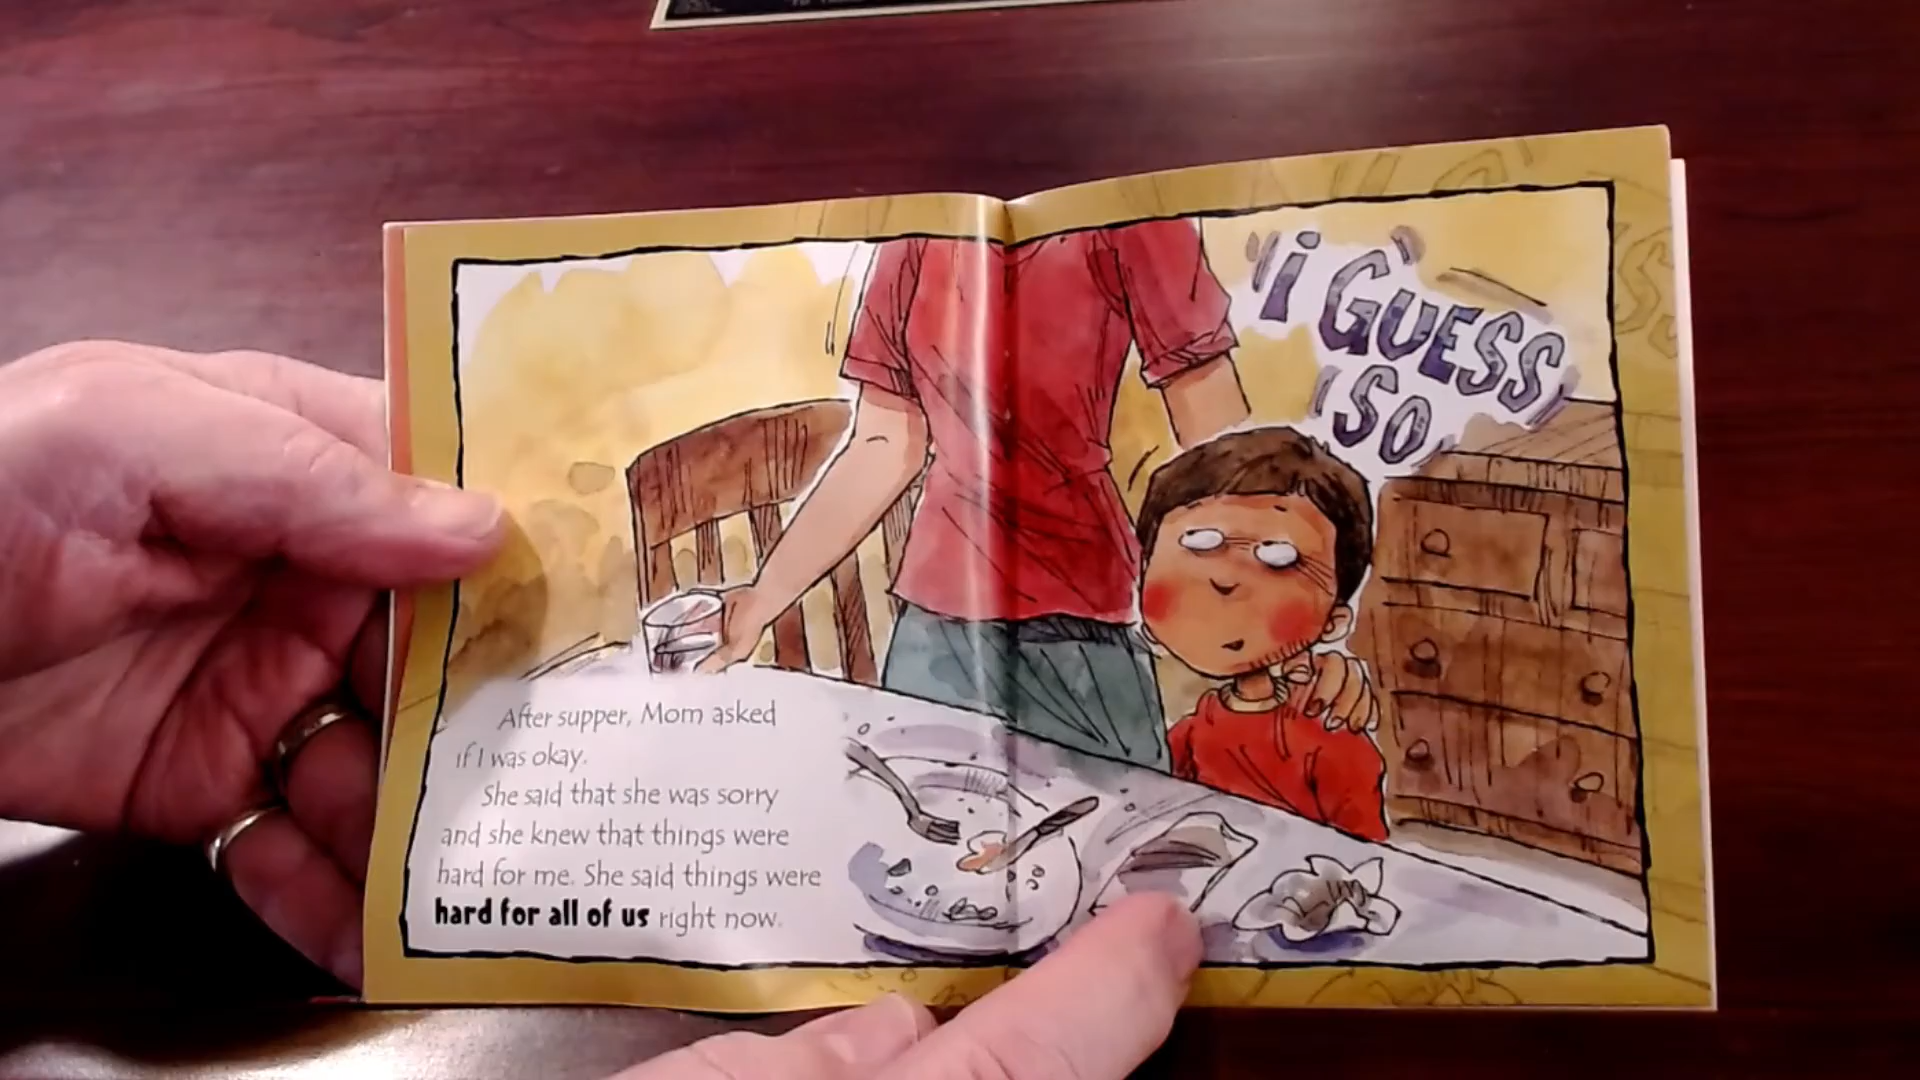 I GUESS
SO
After supper, Mom asked
if I was okay.
She said that she was sorry
and she knew that things were
hard for me. She said things were
hard for all of us right now.